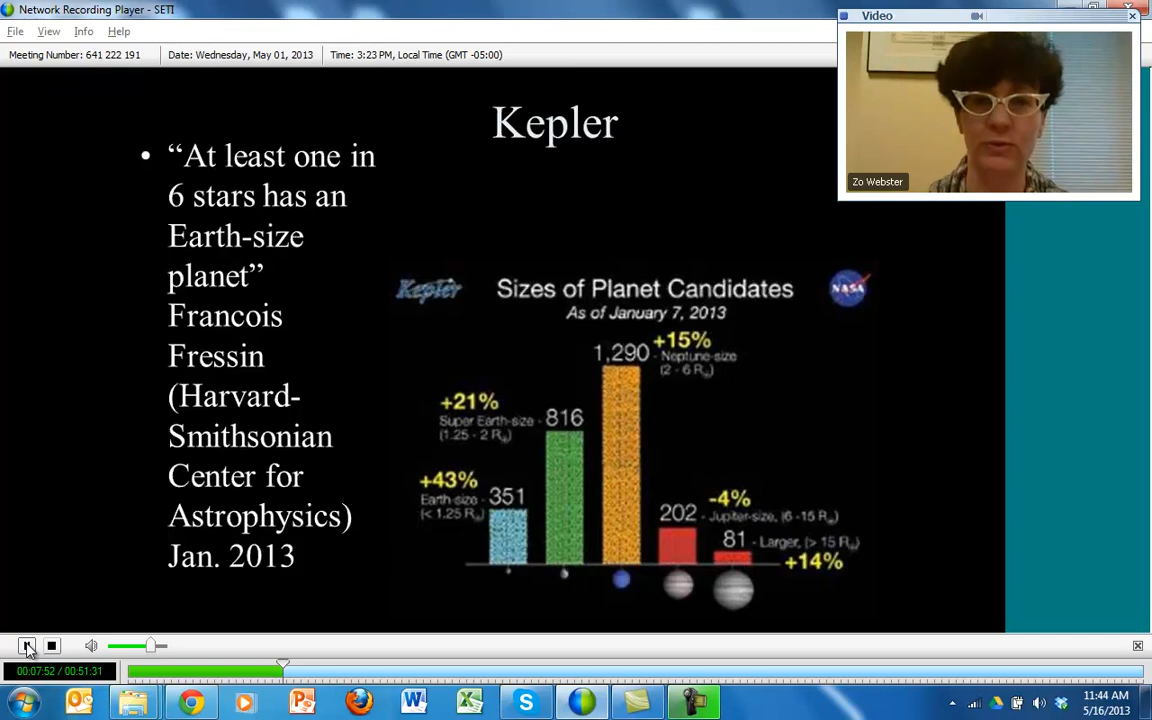 Network Recording Player - SETI
Video
File View Info Help
Meeting Number: 641 222 191 Date: Wednesday, May 01, 2013 Time: 3:23 PM, Local Time (GMT -05:00)
Zo Webster
Kepler
• “At least one in
6 stars has an
Earth-size
planet”
Francois
Fressin
(Harvard-
Smithsonian
Center for
Astrophysics)
Jan. 2013
Kepler
Sizes of Planet Candidates
As of January 7, 2013
NASA
+15%
1,290 - Neptune-size
(2 - 6 R⊕)
+21%
Super Earth-size - 816
(1.25 - 2 R⊕)
+43%
Earth-size - 351
(< 1.25 R⊕)
-4%
202 - Jupiter-size, (6 -15 R⊕)
81 - Larger, (> 15 R⊕)
+14%
00:07:52 / 00:51:31
11:44 AM
5/16/2013